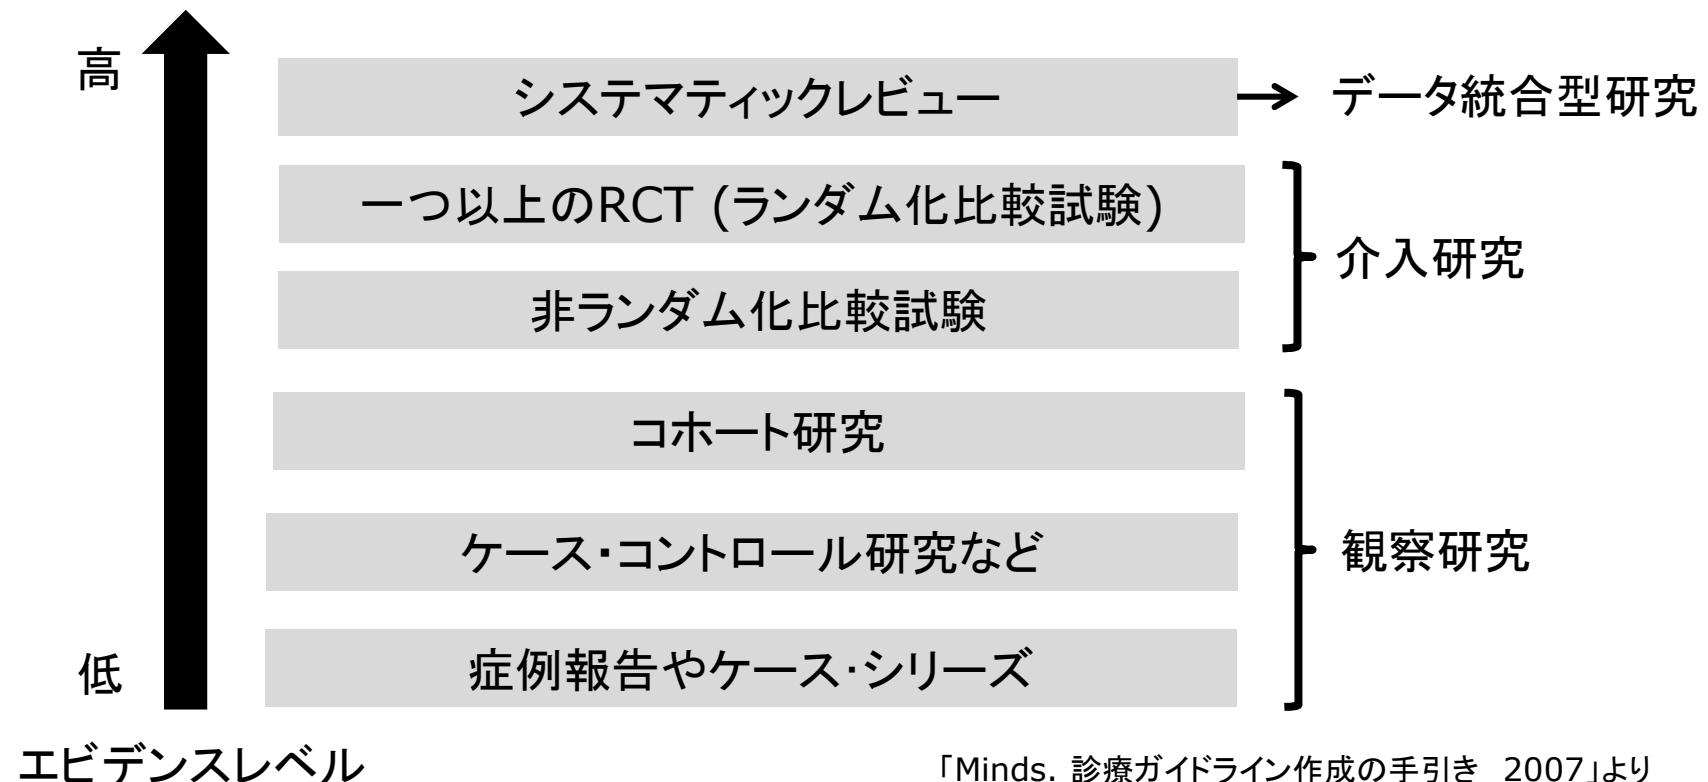 高
システマティックレビュー
データ統合型研究
一つ以上のRCT (ランダム化比較試験)
介入研究
非ランダム化比較試験
コホート研究
ケース・コントロール研究など
観察研究
症例報告やケース・シリーズ
低
エビデンスレベル
「Minds. 診療ガイドライン作成の手引き 2007」より